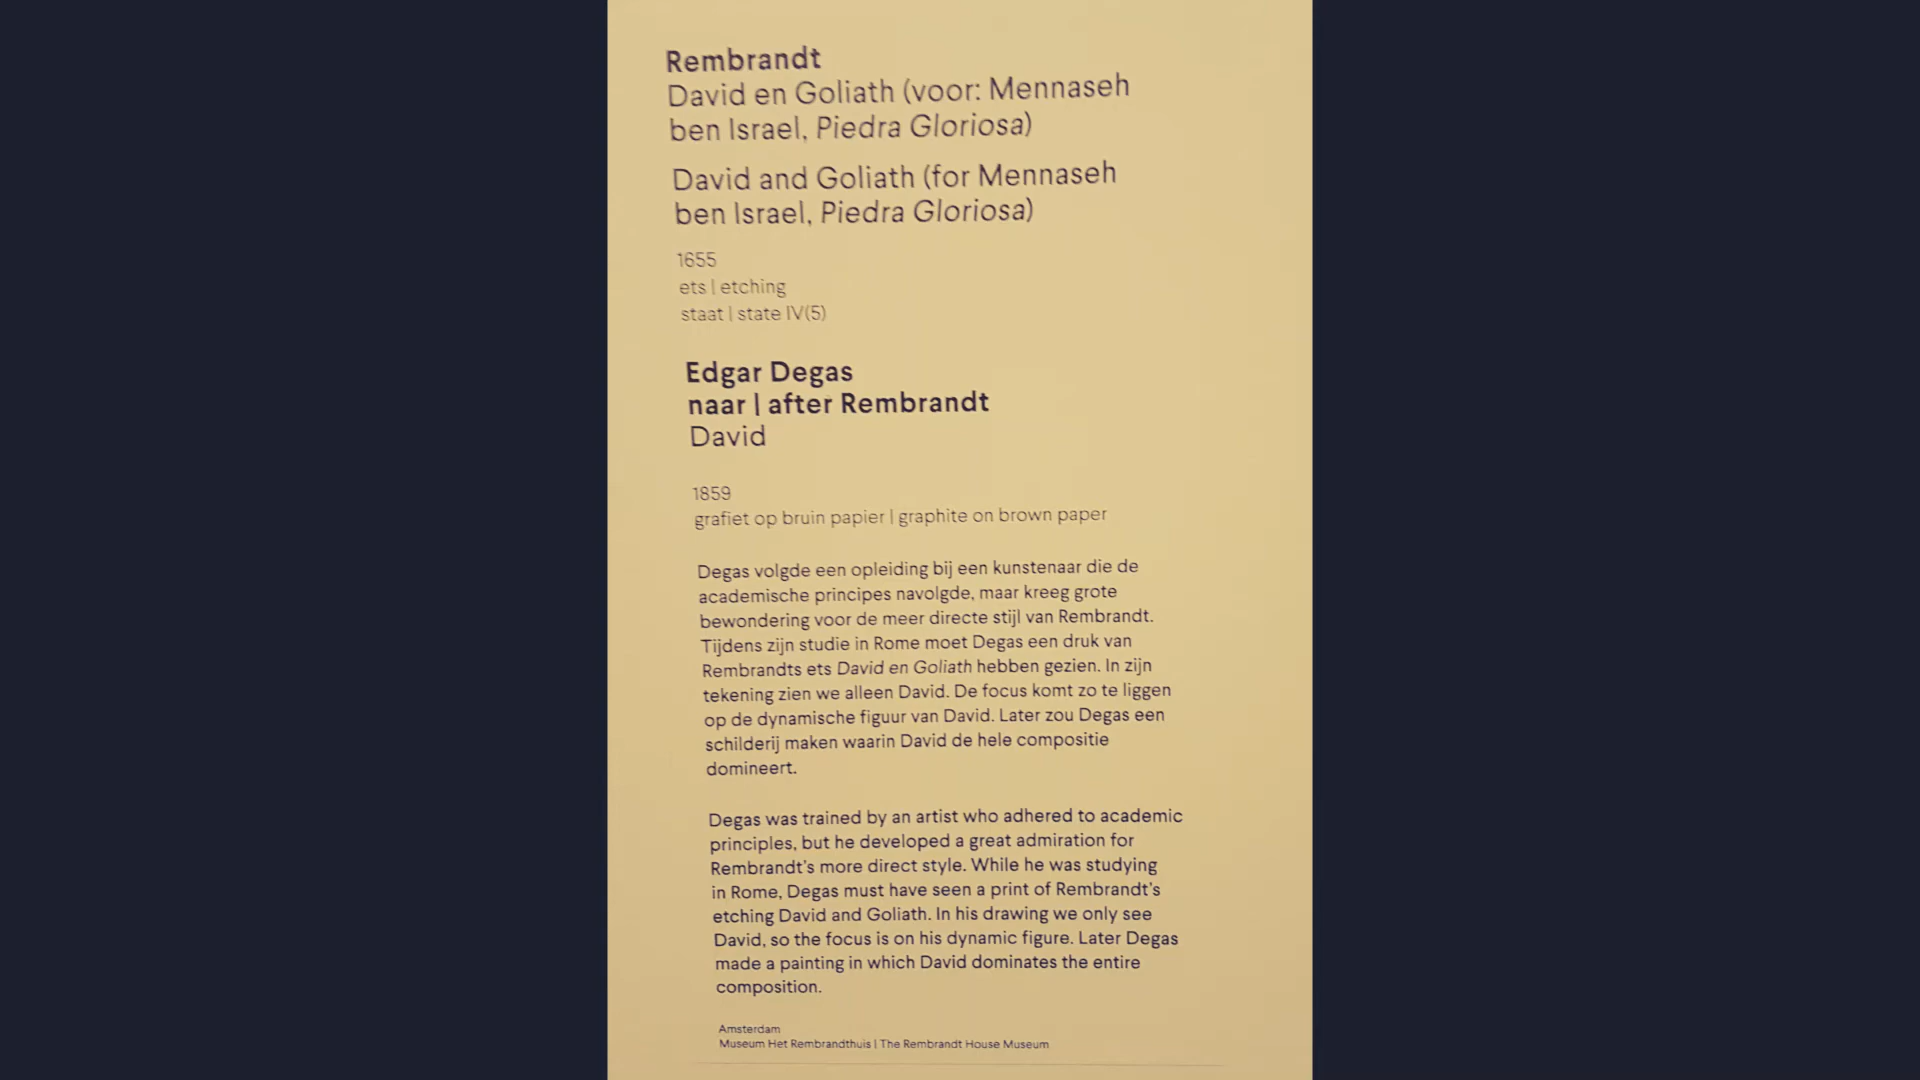 Rembrandt
David en Goliath (voor: Mennaseh
ben Israel, Piedra Gloriosa)
David and Goliath (for Mennaseh
ben Israel, Piedra Gloriosa)
1655
ets | etching
staat | state IV(5)
Edgar Degas
naar | after Rembrandt
David
1859
grafiet op bruin papier | graphite on brown paper
Degas volgde een opleiding bij een kunstenaar die de
academische principes navolgde, maar kreeg grote
bewondering voor de meer directe stijl van Rembrandt.
Tijdens zijn studie in Rome moet Degas een druk van
Rembrandts ets David en Goliath hebben gezien. In zijn
tekening zien we alleen David. De focus komt zo te liggen
op de dynamische figuur van David. Later zou Degas een
schilderij maken waarin David de hele compositie
domineert.
Degas was trained by an artist who adhered to academic
principles, but he developed a great admiration for
Rembrandt's more direct style. While he was studying
in Rome, Degas must have seen a print of Rembrandt's
etching David and Goliath. In his drawing we only see
David, so the focus is on his dynamic figure. Later Degas
made a painting in which David dominates the entire
composition.
Amsterdam
Museum Het Rembrandthuis | The Rembrandt House Museum